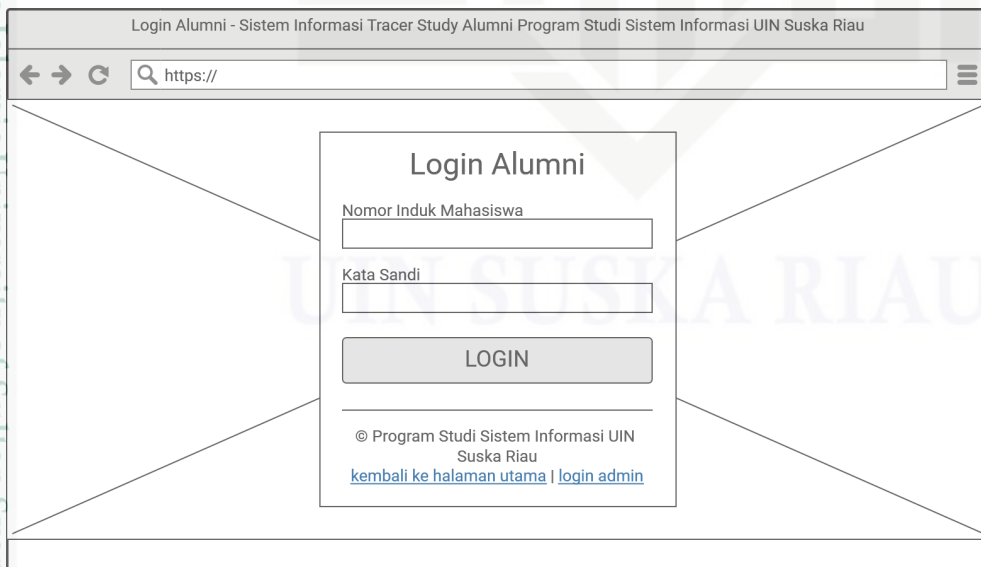 Login Alumni - Sistem Informasi Tracer Study Alumni Program Studi Sistem Informasi UIN Suska Riau
https://
Login Alumni
Nomor Induk Mahasiswa
Kata Sandi
UIN SUSKA RIAU
LOGIN
© Program Studi Sistem Informasi UIN
Suska Riau
kembali ke halaman utama | login admin